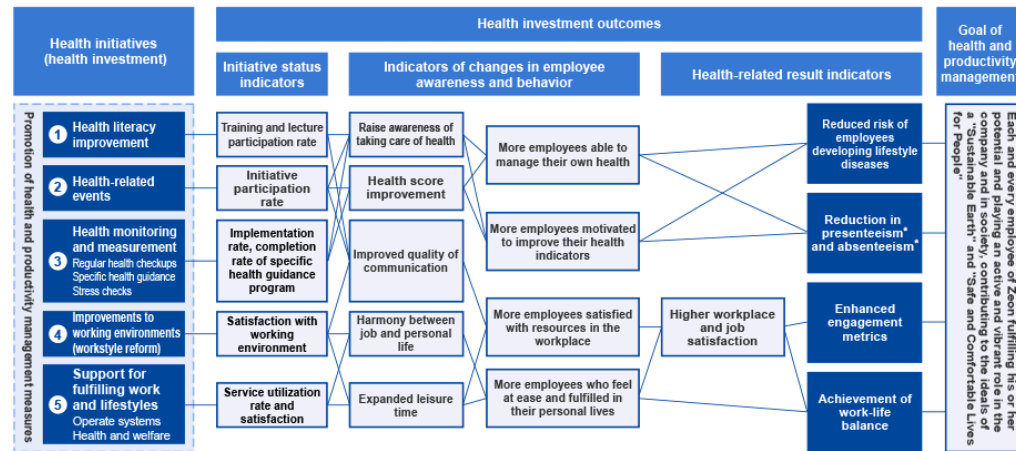 Health initiatives
(health investment)
Health investment outcomes
Goal of
health and
productivity
management
Initiative status
indicators
Indicators of changes in employee
awareness and behavior
Health-related result indicators
Promotion of health and productivity management measures
1 Health literacy
improvement
2 Health-related
events
3 Health monitoring
and measurement
Regular health checkups
Specific health guidance
Stress checks
4 Improvements to
working environments
(workstyle reform)
5 Support for
fulfilling work
and lifestyles
Operate systems
Health and welfare
Training and lecture
participation rate
Initiative
participation
rate
Implementation
rate, completion
rate of specific
health guidance
program
Satisfaction with
working
environment
Service utilization
rate and
satisfaction
Raise awareness of
taking care of health
Health score
improvement
Improved quality of
communication
Harmony between
job and personal
life
Expanded leisure
time
More employees able to
manage their own health
More employees motivated
to improve their health
indicators
More employees satisfied
with resources in the
workplace
More employees who feel
at ease and fulfilled in
their personal lives
Higher workplace
and job
satisfaction
Reduced risk of
employees
developing lifestyle
diseases
Reduction in
presenteeism*
and absenteeism*
Enhanced
engagement
metrics
Achievement of
work-life
balance
Each and every employee of Zeon fulfilling his or her
potential and playing an active and vibrant role in the
company and in society, contributing to the ideals of
a "Sustainable Earth" and "Safe and Comfortable Lives
for People"